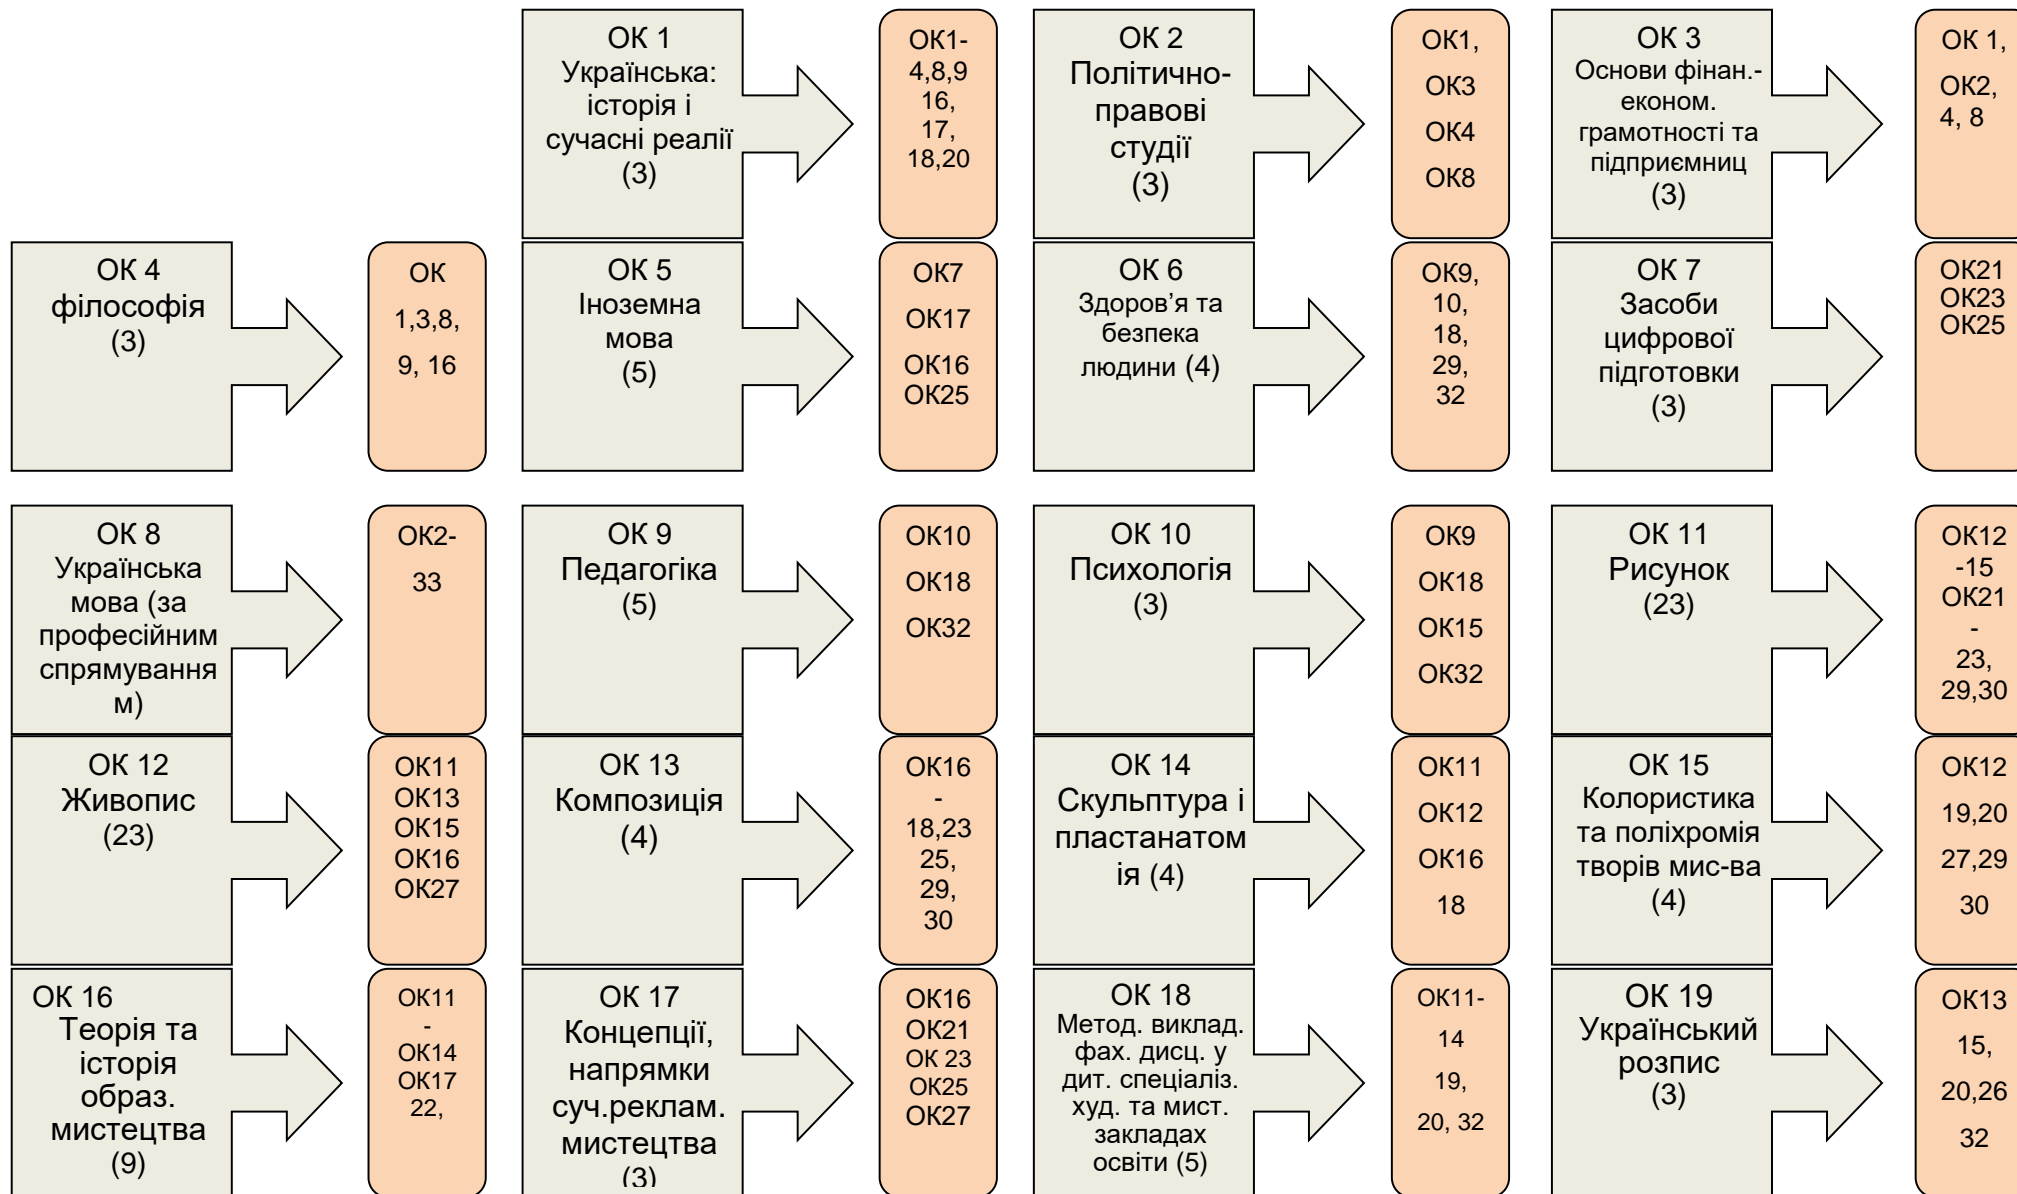 ОК 1
Українська:
історія і
сучасні реалії
(3)
ОК1-
4,8,9
16,
17,
18,20
ОК 2
Політично-
правові
студії
(3)
ОК1,
ОК3
ОК4
ОК8
ОК 3
Основи фінан.-
економ.
грамотності та
підприємниц
(3)
ОК 1,
ОК2,
4, 8
ОК 4
філософія
(3)
ОК
1,3,8,
9, 16
ОК 5
Іноземна
мова
(5)
ОК7
ОК17
ОК16
ОК25
ОК 6
Здоров’я та
безпека
людини (4)
ОК9,
10,
18,
29,
32
ОК 7
Засоби
цифрової
підготовки
(3)
ОК21
ОК23
ОК25
ОК 8
Українська
мова (за
професійним
спрямування
м)
ОК2-
33
ОК 9
Педагогіка
(5)
ОК10
ОК18
ОК32
ОК 10
Психологія
(3)
ОК9
ОК18
ОК15
ОК32
ОК 11
Рисунок
(23)
ОК12
-15
ОК21
-
23,
29,30
ОК 12
Живопис
(23)
ОК11
ОК13
ОК15
ОК16
ОК27
ОК 13
Композиція
(4)
ОК16
-
18,23
25,
29,
30
ОК 14
Скульптура і
пластанатом
ія (4)
ОК11
ОК12
ОК16
18
ОК 15
Колористика
та поліхромія
творів мис-ва
(4)
ОК12
19,20
27,29
30
ОК 16
Теорія та
історія
образ.
мистецтва
(9)
ОК11
-
ОК14
ОК17
22,
ОК 17
Концепції,
напрямки
суч.реклам.
мистецтва
(3)
ОК16
ОК21
ОК 23
ОК25
ОК27
ОК 18
Метод. виклад.
фах. дисц. у
дит. спеціаліз.
худ. та мист.
закладах
освіти (5)
ОК11-
14
19,
20, 32
ОК 19
Український
розпис
(3)
ОК13
15,
20,26
32